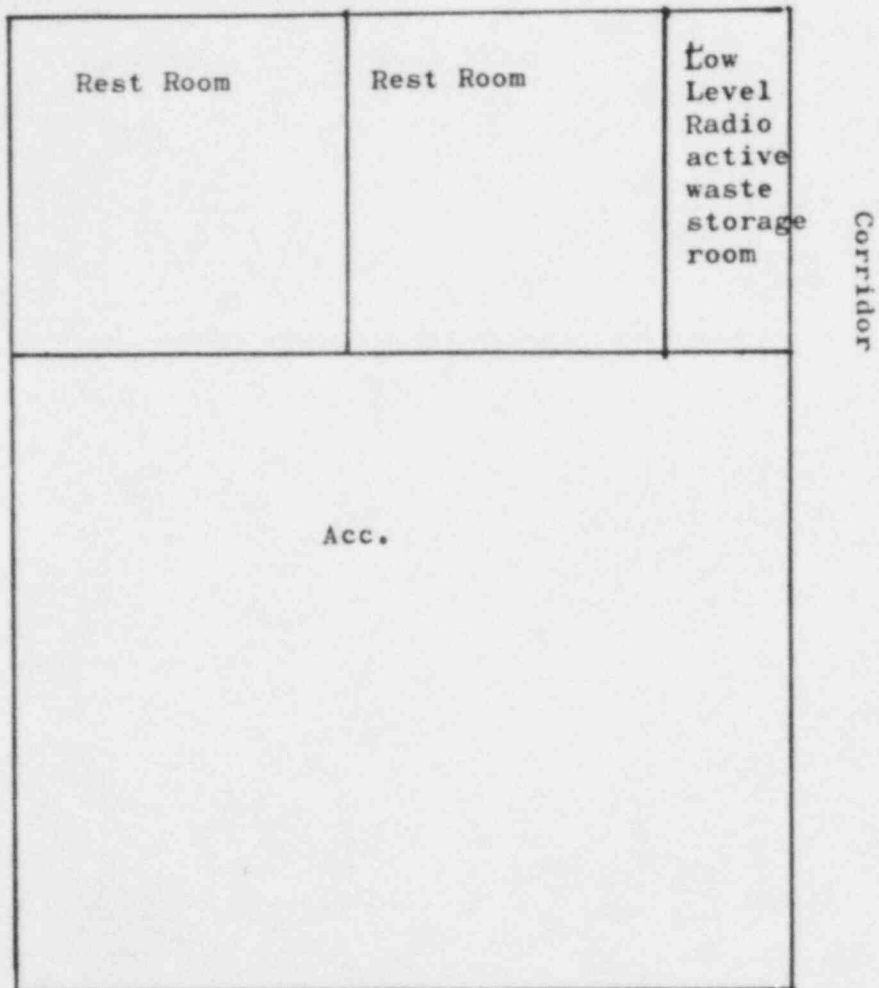 Rest Room
Rest Room
Low
Level
Radio
active
waste
storage
room
Corridor
Acc.